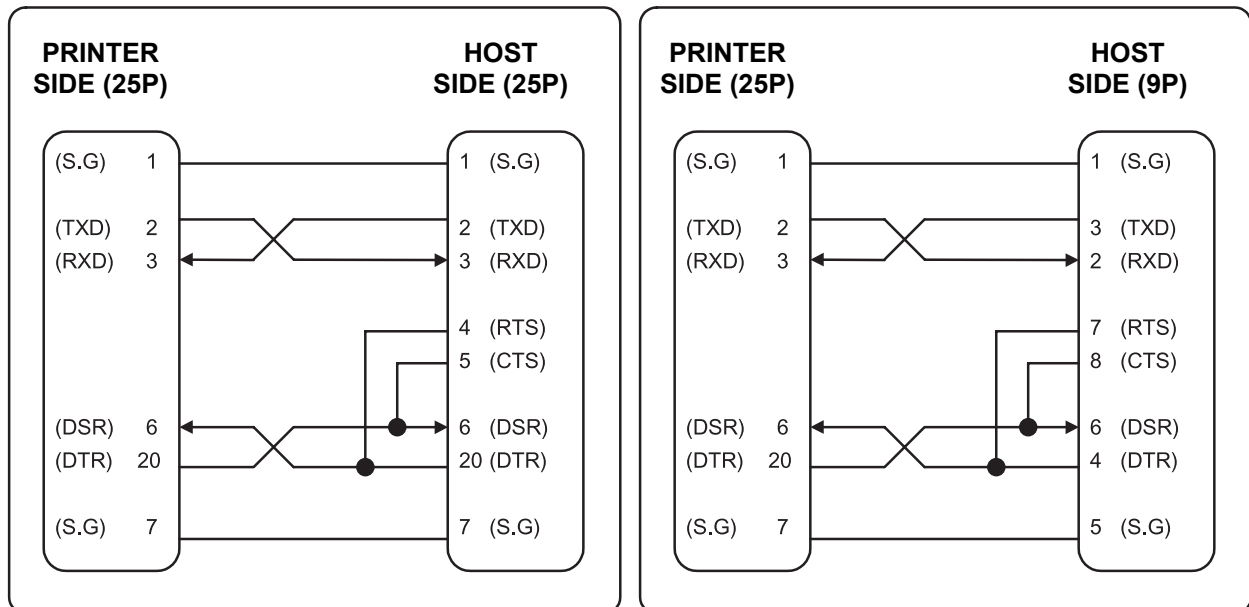 PRINTER
SIDE (25P)
HOST
SIDE (25P)
(S.G) 1
1 (S.G)
(TXD) 2
2 (TXD)
(RXD) 3
3 (RXD)
4 (RTS)
5 (CTS)
(DSR) 6
6 (DSR)
(DTR) 20
20 (DTR)
(S.G) 7
7 (S.G)
PRINTER
SIDE (25P)
HOST
SIDE (9P)
(S.G) 1
1 (S.G)
(TXD) 2
3 (TXD)
(RXD) 3
2 (RXD)
7 (RTS)
8 (CTS)
(DSR) 6
6 (DSR)
(DTR) 20
4 (DTR)
(S.G) 7
5 (S.G)